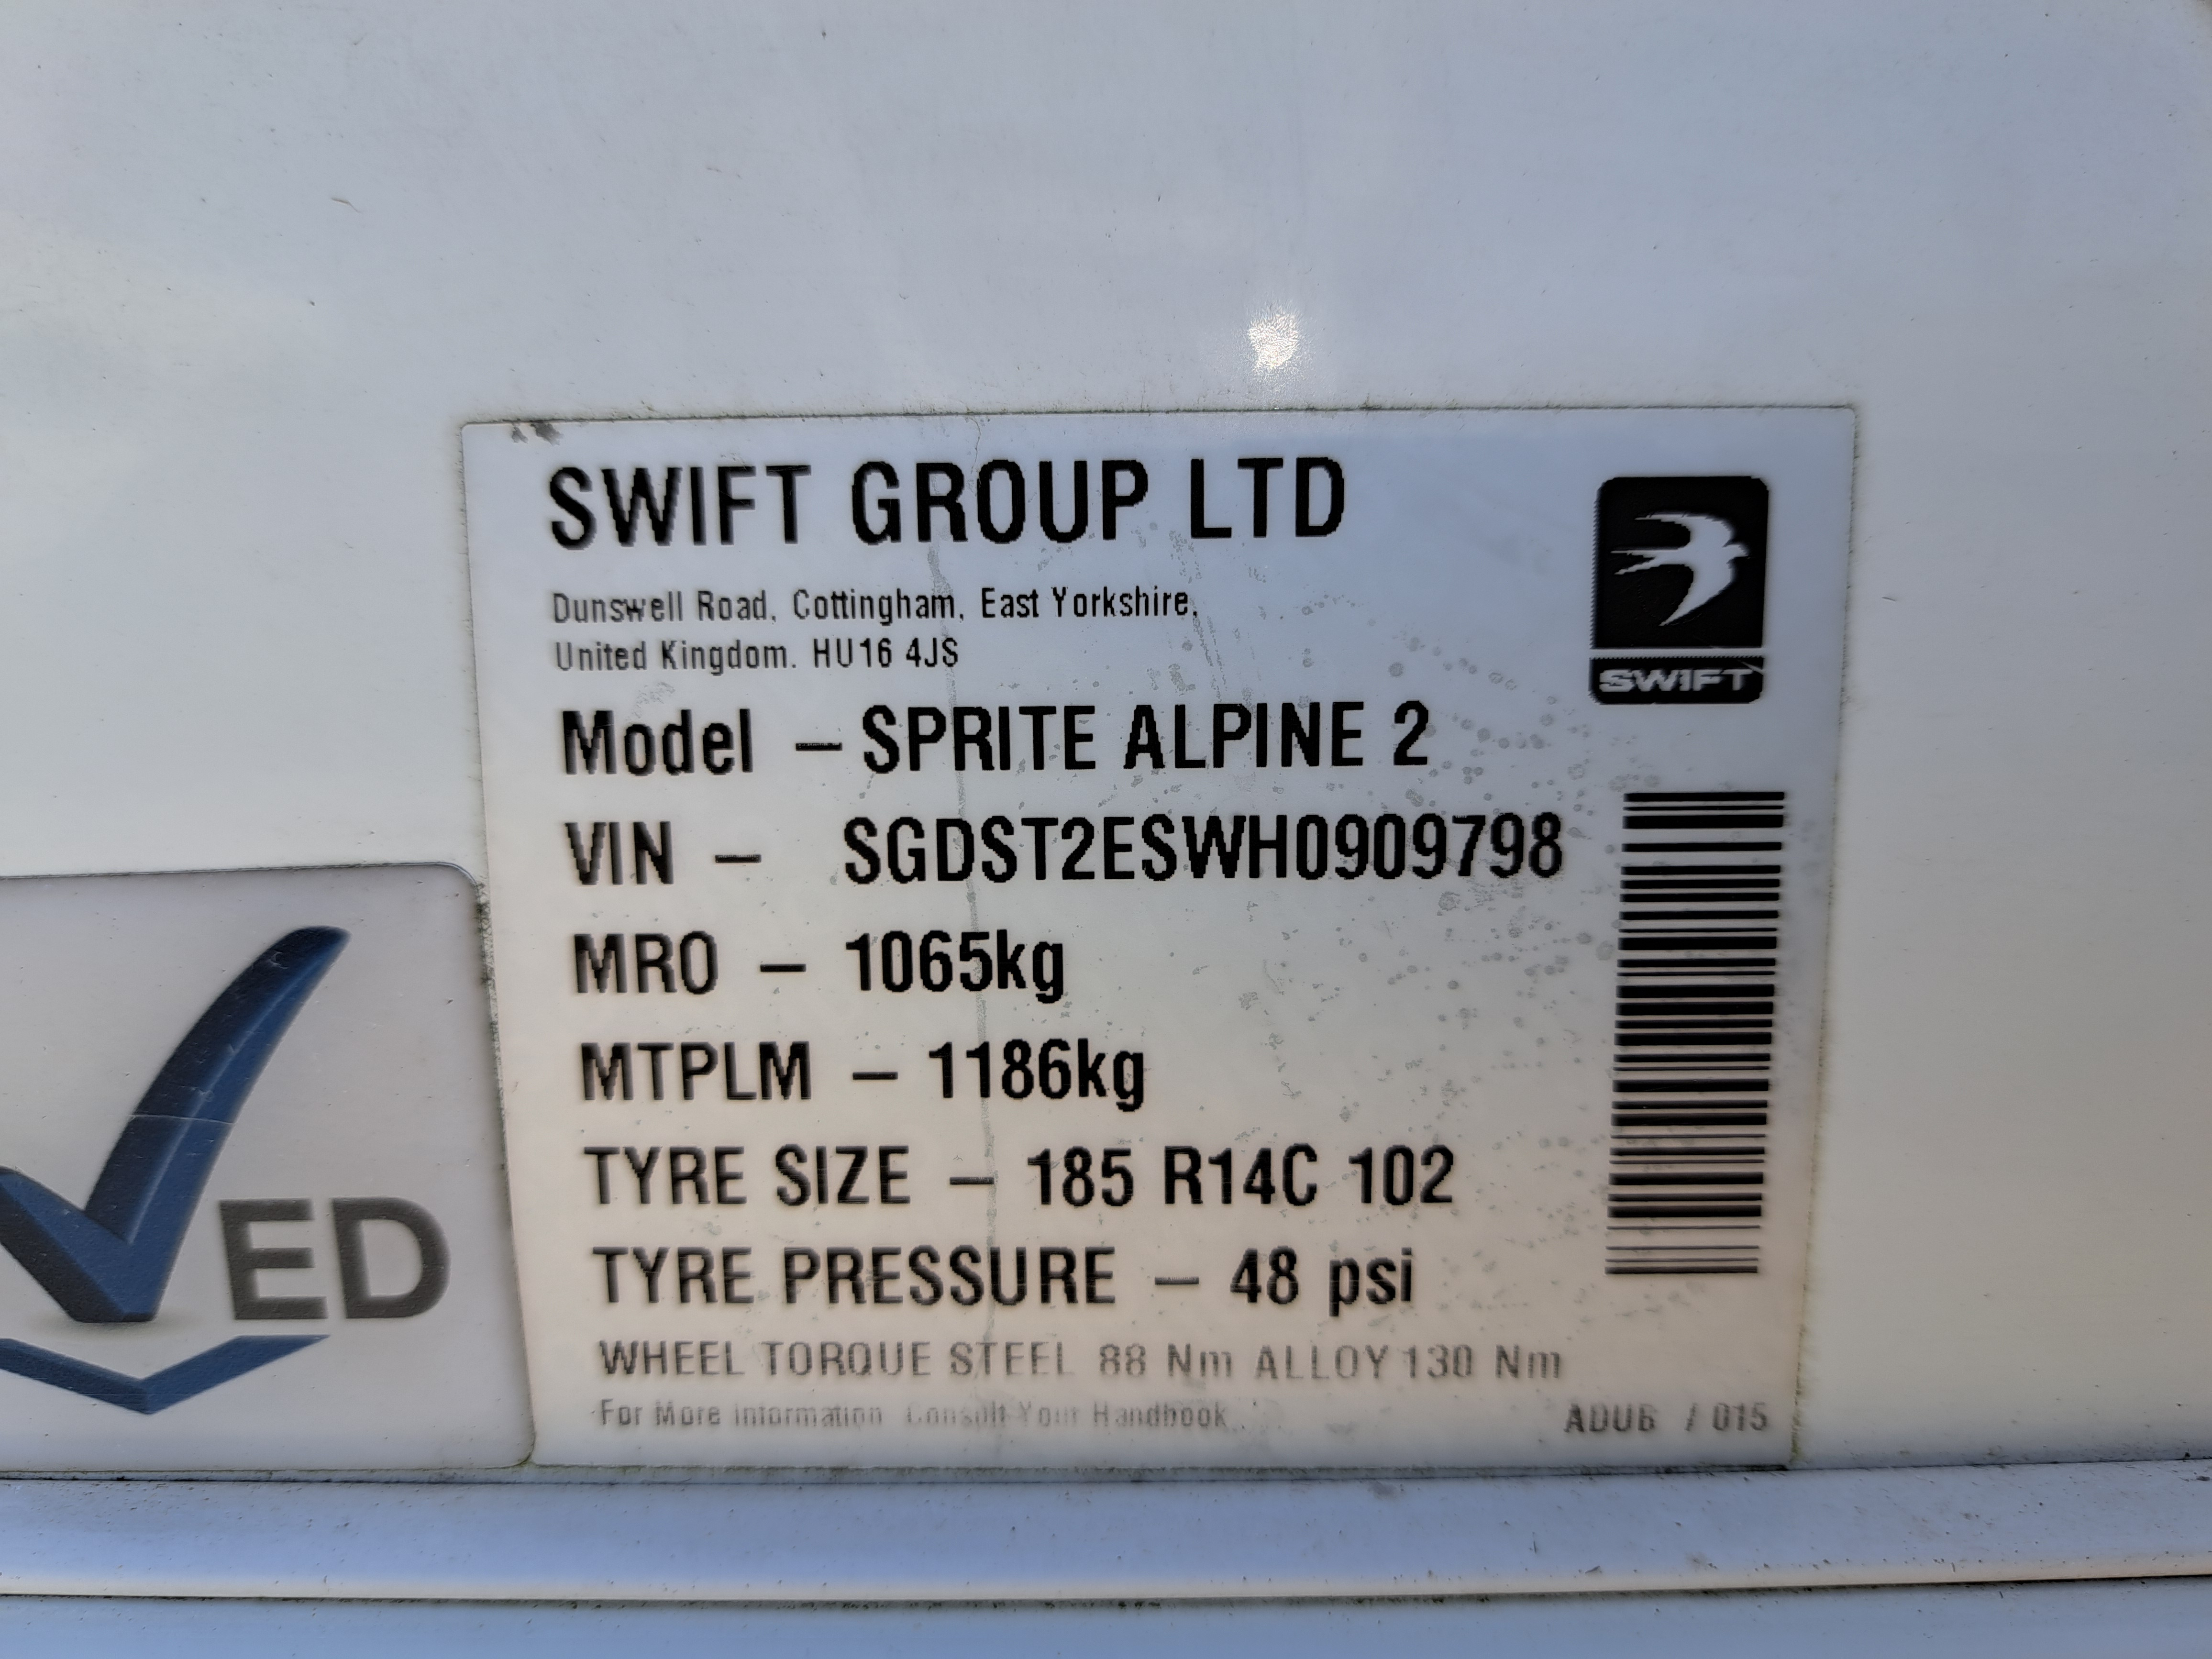 SWIFT GROUP LTD
Dunswell Road, Cottingham, East Yorkshire,
United Kingdom. HU16 4JS
SWIFT
Model – SPRITE ALPINE 2
VIN – SGDST2ESWH0909798
MRO – 1065kg
MTPLM – 1186kg
TYRE SIZE – 185 R14C 102
TYRE PRESSURE – 48 psi
WHEEL TORQUE STEEL 88 Nm ALLOY 130 Nm
For More Information Consult Your Handbook
/ 015
ED